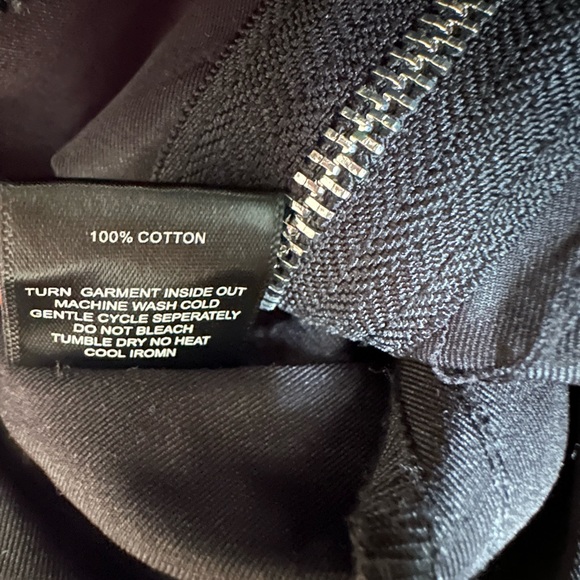 100% COTTON
TURN GARMENT INSIDE OUT
MACHINE WASH COLD
GENTLE CYCLE SEPERATELY
DO NOT BLEACH
TUMBLE DRY NO HEAT
COOL IROMN